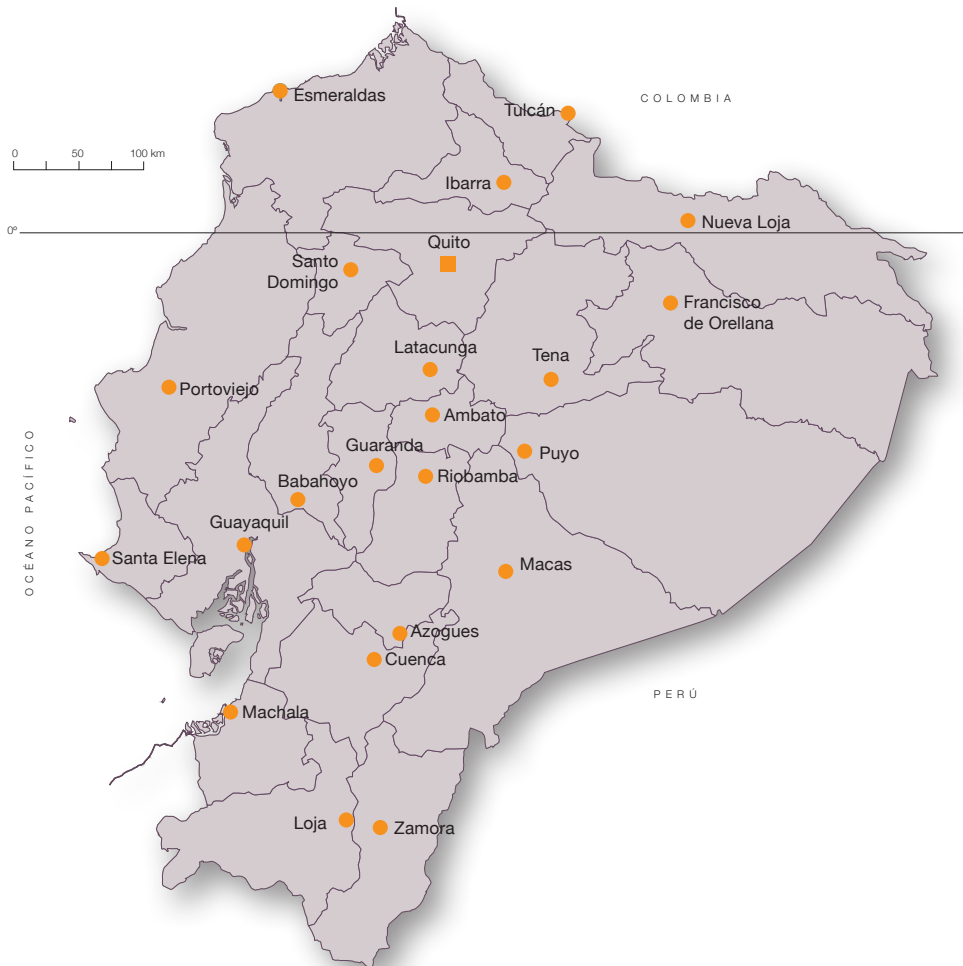 Esmeraldas
COLOMBIA
Tulcán
0 50 100 km
Ibarra
Nueva Loja
0º
Quito
Santo
Domingo
Francisco
de Orellana
Latacunga
Tena
Portoviejo
Ambato
Guaranda
Puyo
Riobamba
Babahoyo
OCÉANO PACÍFICO
Guayaquil
Santa Elena
Macas
Azogues
Cuenca
PERÚ
Machala
Loja
Zamora